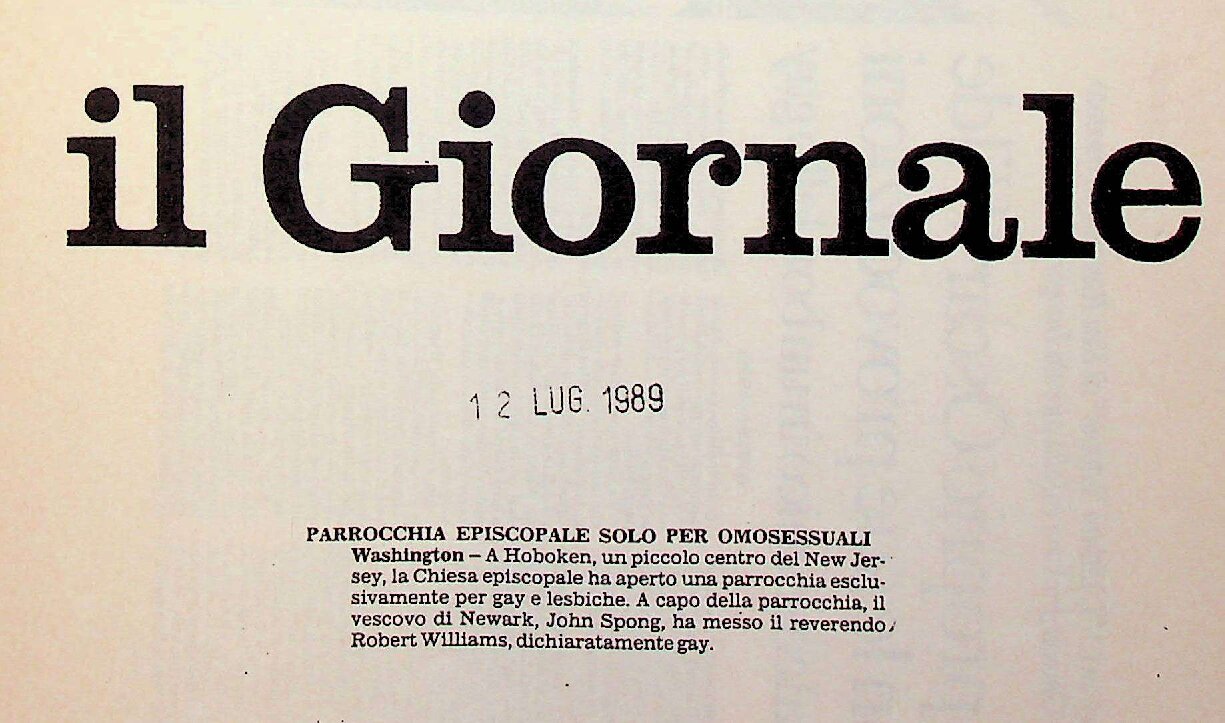 il Giornale
12 LUG. 1989
PARROCCHIA EPISCOPALE SOLO PER OMOSESSUALI
Washington – A Hoboken, un piccolo centro del New Jer-
sey, la Chiesa episcopale ha aperto una parrocchia esclu-
sivamente per gay e lesbiche. A capo della parrocchia, il
vescovo di Newark, John Spong, ha messo il reverendo
Robert Williams, dichiaratamente gay.